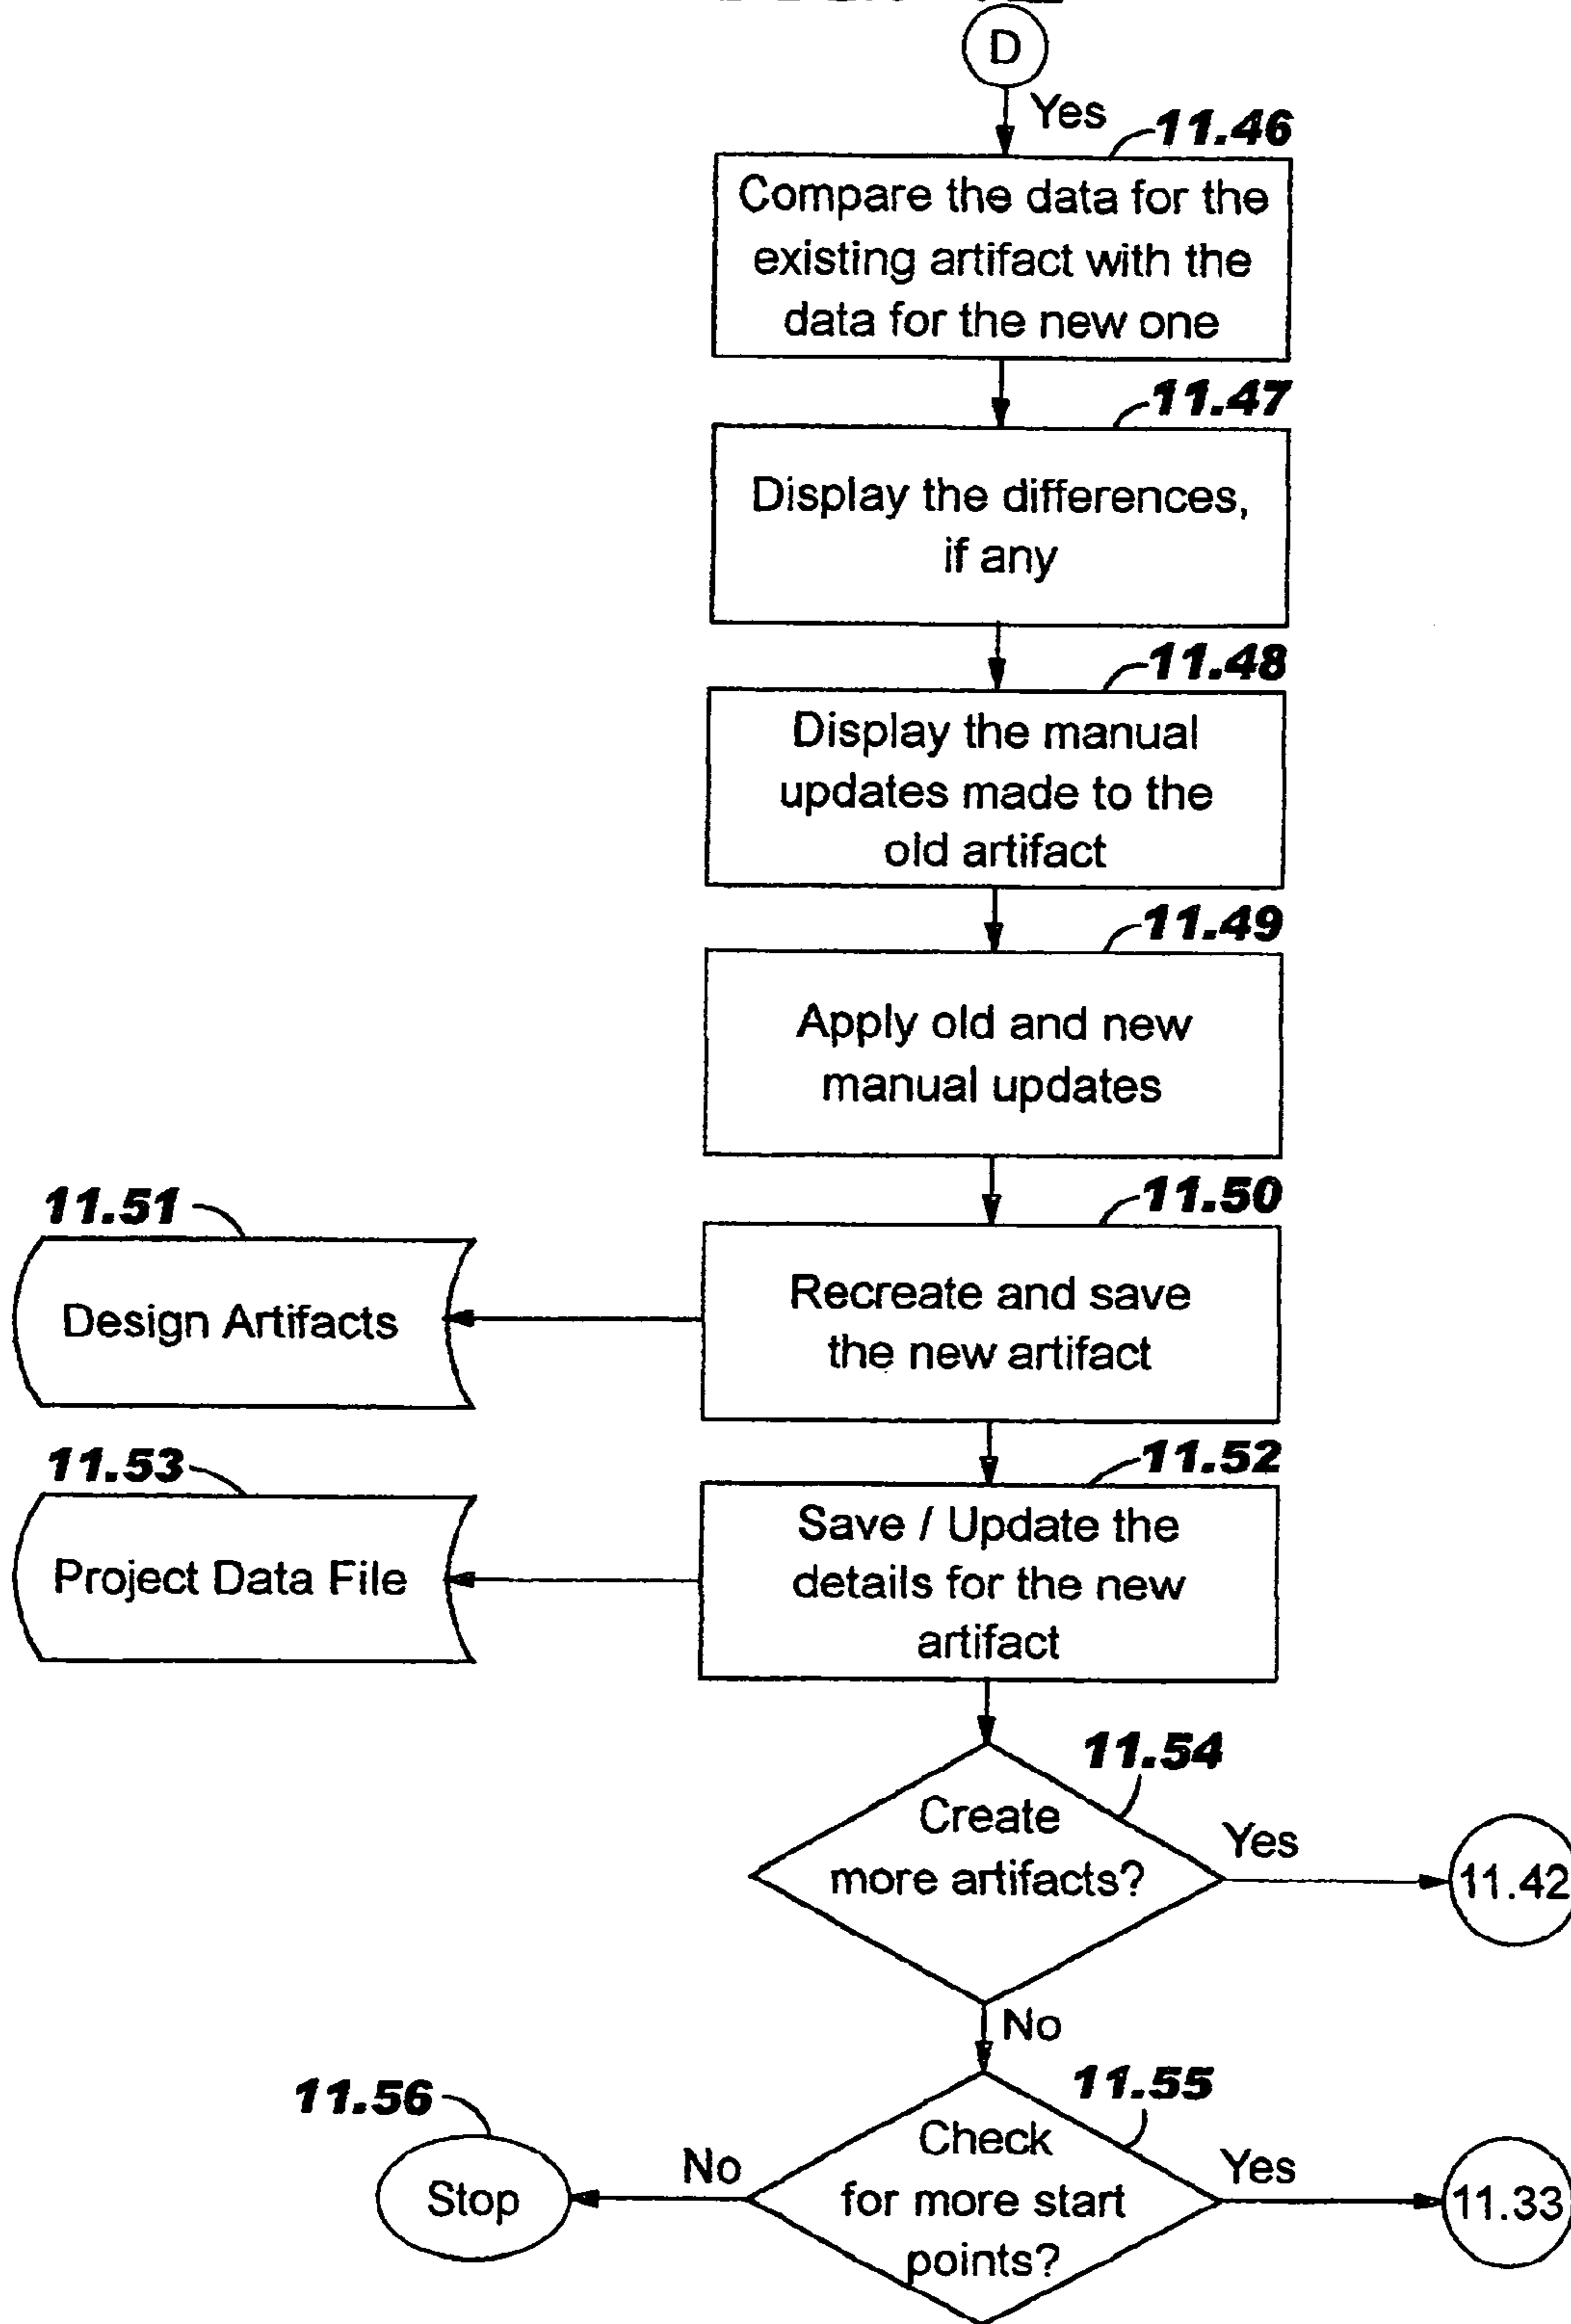 D
Yes
11.46
Compare the data for the
existing artifact with the
data for the new one
11.47
Display the differences,
if any
11.48
Display the manual
updates made to the
old artifact
11.49
Apply old and new
manual updates
11.50
Recreate and save
the new artifact
11.51
Design Artifacts
11.52
Save / Update the
details for the new
artifact
11.53
Project Data File
11.54
Create
more artifacts?
Yes
11.42
No
11.55
Check
for more start
points?
Yes
11.33
No
11.56
Stop